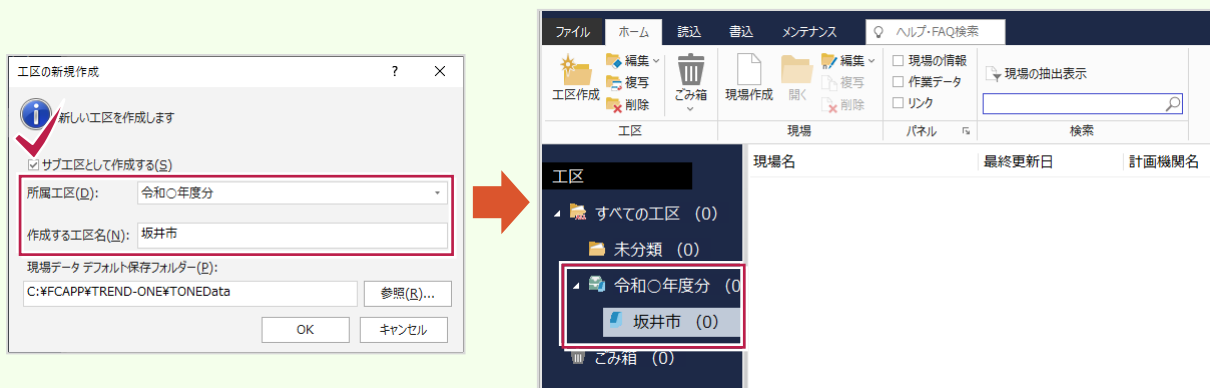 工区の新規作成
? ×
新しい工区を作成します
サブ工区として作成する(S)
所属工区(D): 令和○年度分
作成する工区名(N): 坂井市
現場データ デフォルト保存フォルダー(P):
C:¥FCAPP¥TREND-ONE¥TONEData 参照(R)...
OK キャンセル
ファイル ホーム 読込 書込 メンテナンス ヘルプ・FAQ検索
工区作成
編集
複写
削除
ごみ箱
工区
現場作成
開く
編集
複写
削除
現場
現場の情報
作業データ
リンク
パネル
現場の抽出表示
検索
工区
すべての工区 (0)
未分類 (0)
令和○年度分 (0
坂井市 (0)
ごみ箱 (0)
現場名 最終更新日 計画機関名